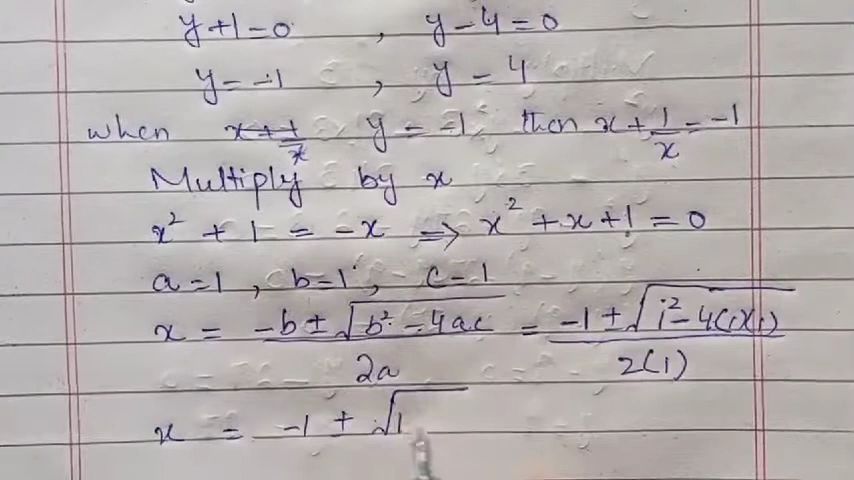 y+1=0 , y-4=0
y=-1 , y=4
when x+1/x y=-1, then x+1/x=-1
Multiply by x
x²+1=-x => x²+x+1=0
a=1, b=1, c=1
x = -b±√(b²-4ac)/2a = -1±√(1²-4(1)(1))/2(1)
x = -1±√1